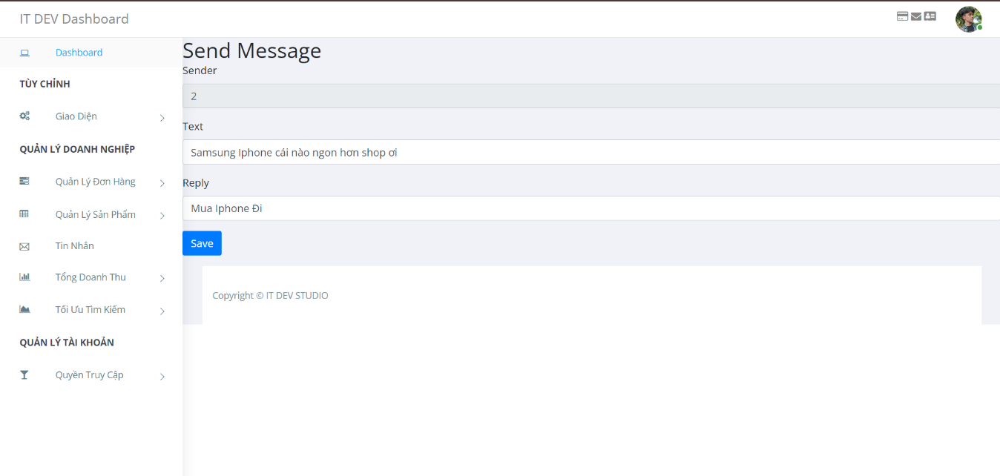 IT DEV Dashboard
Dashboard
TÙY CHỈNH
Giao Diện
QUẢN LÝ DOANH NGHIỆP
Quản Lý Đơn Hàng
Quản Lý Sản Phẩm
Tin Nhắn
Tổng Doanh Thu
Tối Ưu Tìm Kiếm
QUẢN LÝ TÀI KHOẢN
Quyền Truy Cập
Send Message
Sender
2
Text
Samsung Iphone cái nào ngon hơn shop ơi
Reply
Mua Iphone Đi
Save
Copyright © IT DEV STUDIO